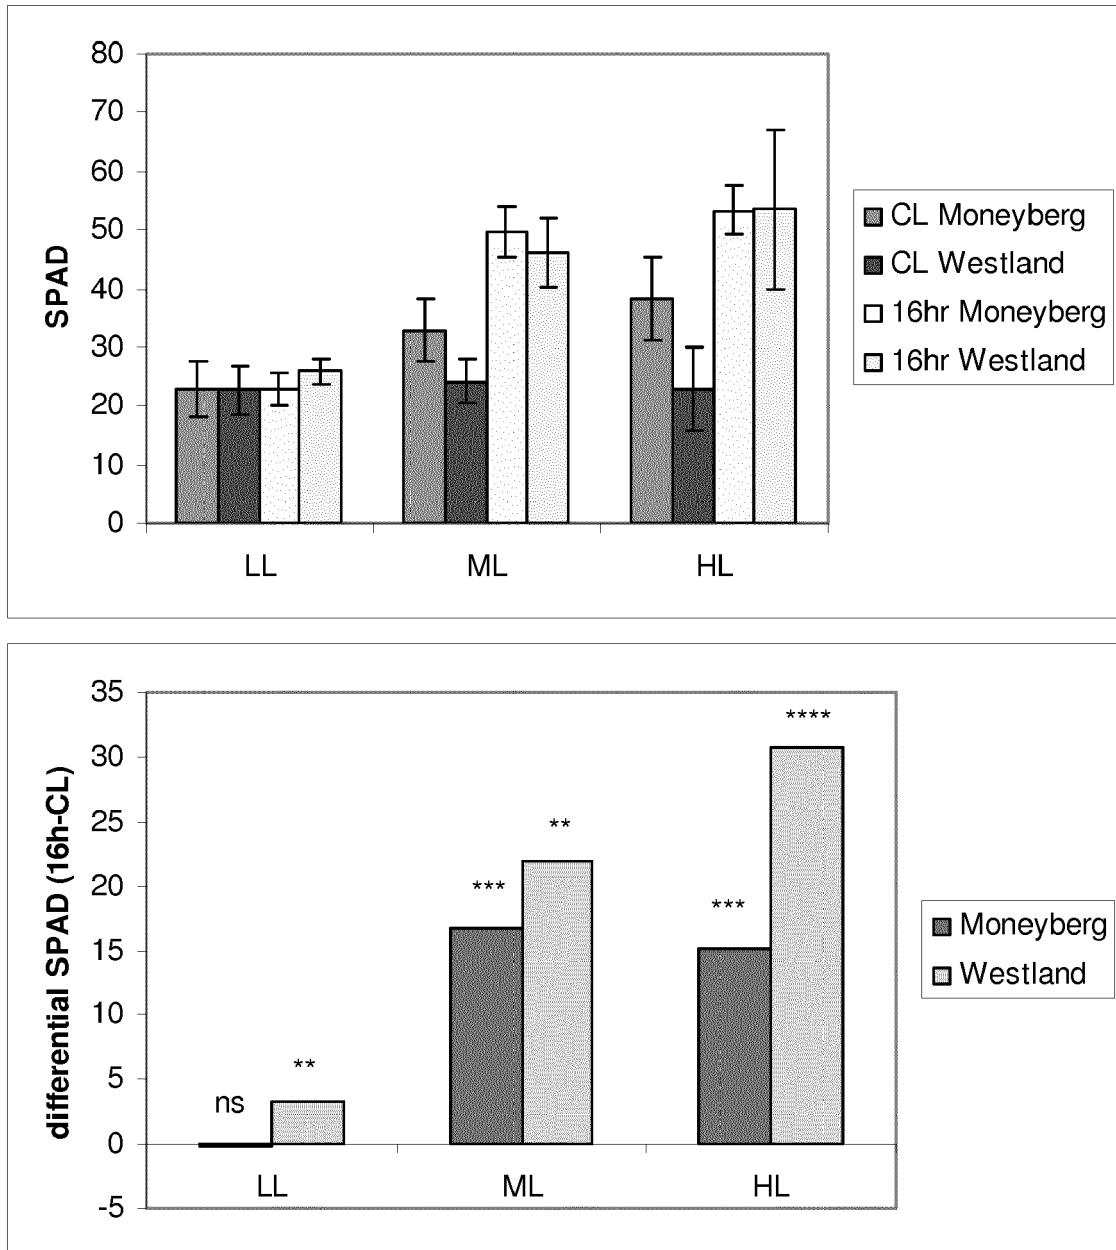 80
70
60
50
40
30
20
10
0
SPAD
LL ML HL
CL Moneyberg
CL Westland
16hr Moneyberg
16hr Westland
35
30
25
20
15
10
5
0
-5
differential SPAD (16h-CL)
ns
**
***
**
***
****
LL ML HL
Moneyberg
Westland